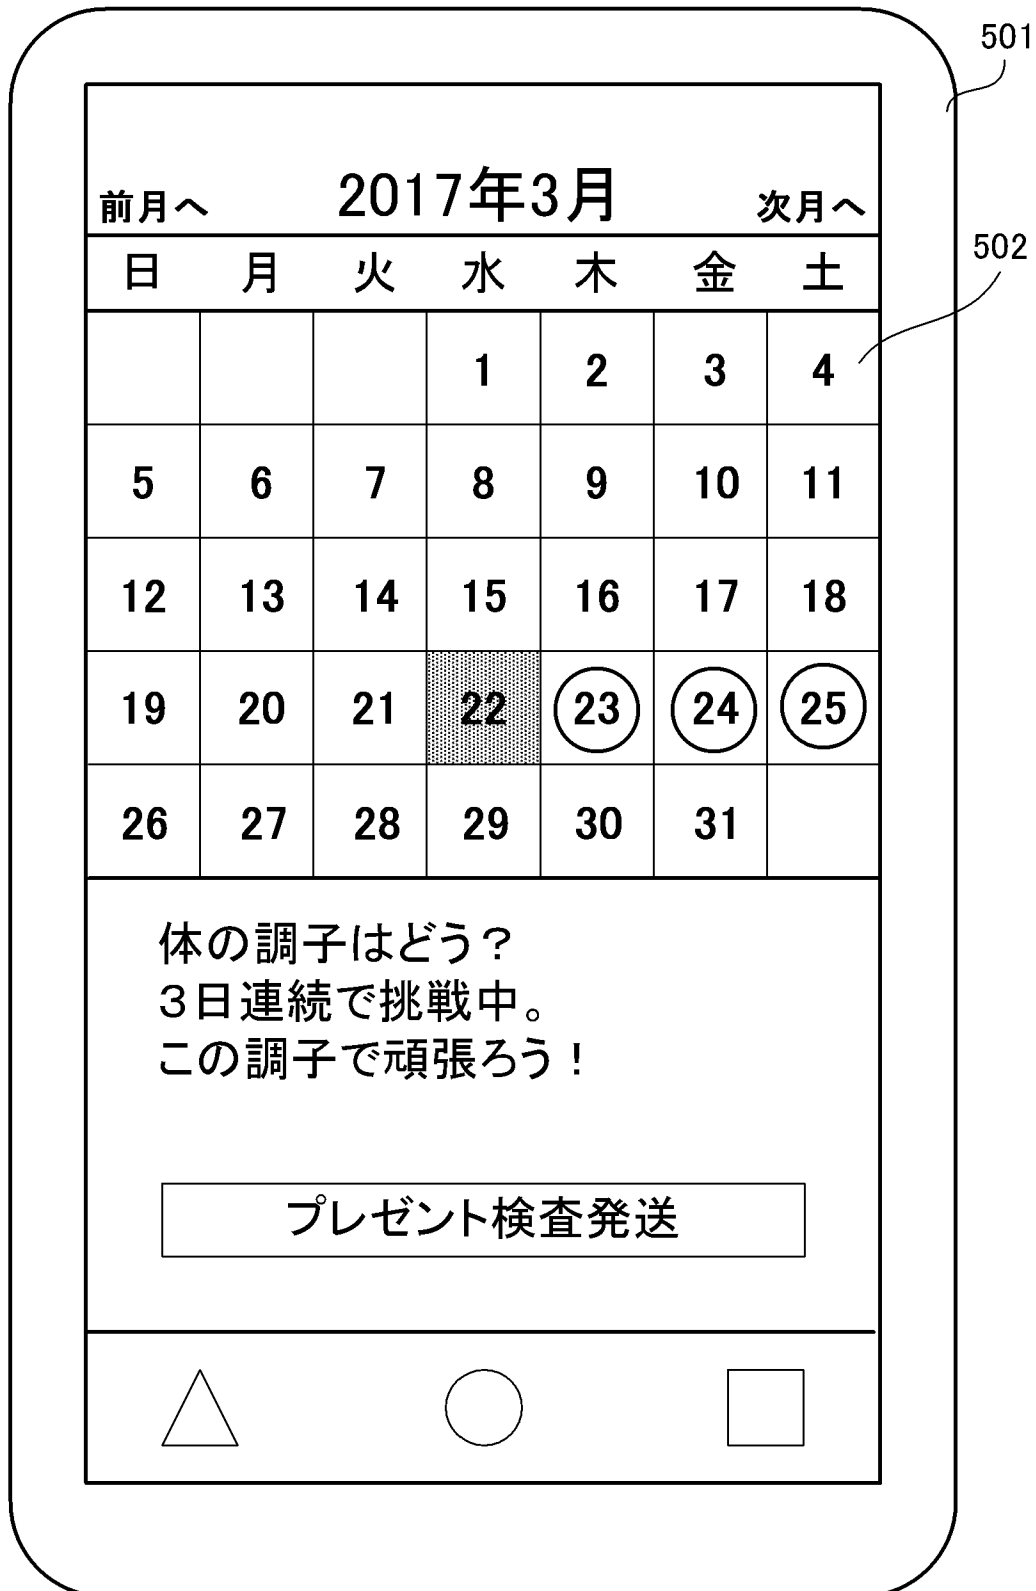 501
前月へ 2017年3月 次月へ
502
日 月 火 水 木 金 土
1 2 3 4
5 6 7 8 9 10 11
12 13 14 15 16 17 18
19 20 21 22 23 24 25
26 27 28 29 30 31
体の調子はどう？
３日連続で挑戦中。
この調子で頑張ろう！
プレゼント検査発送